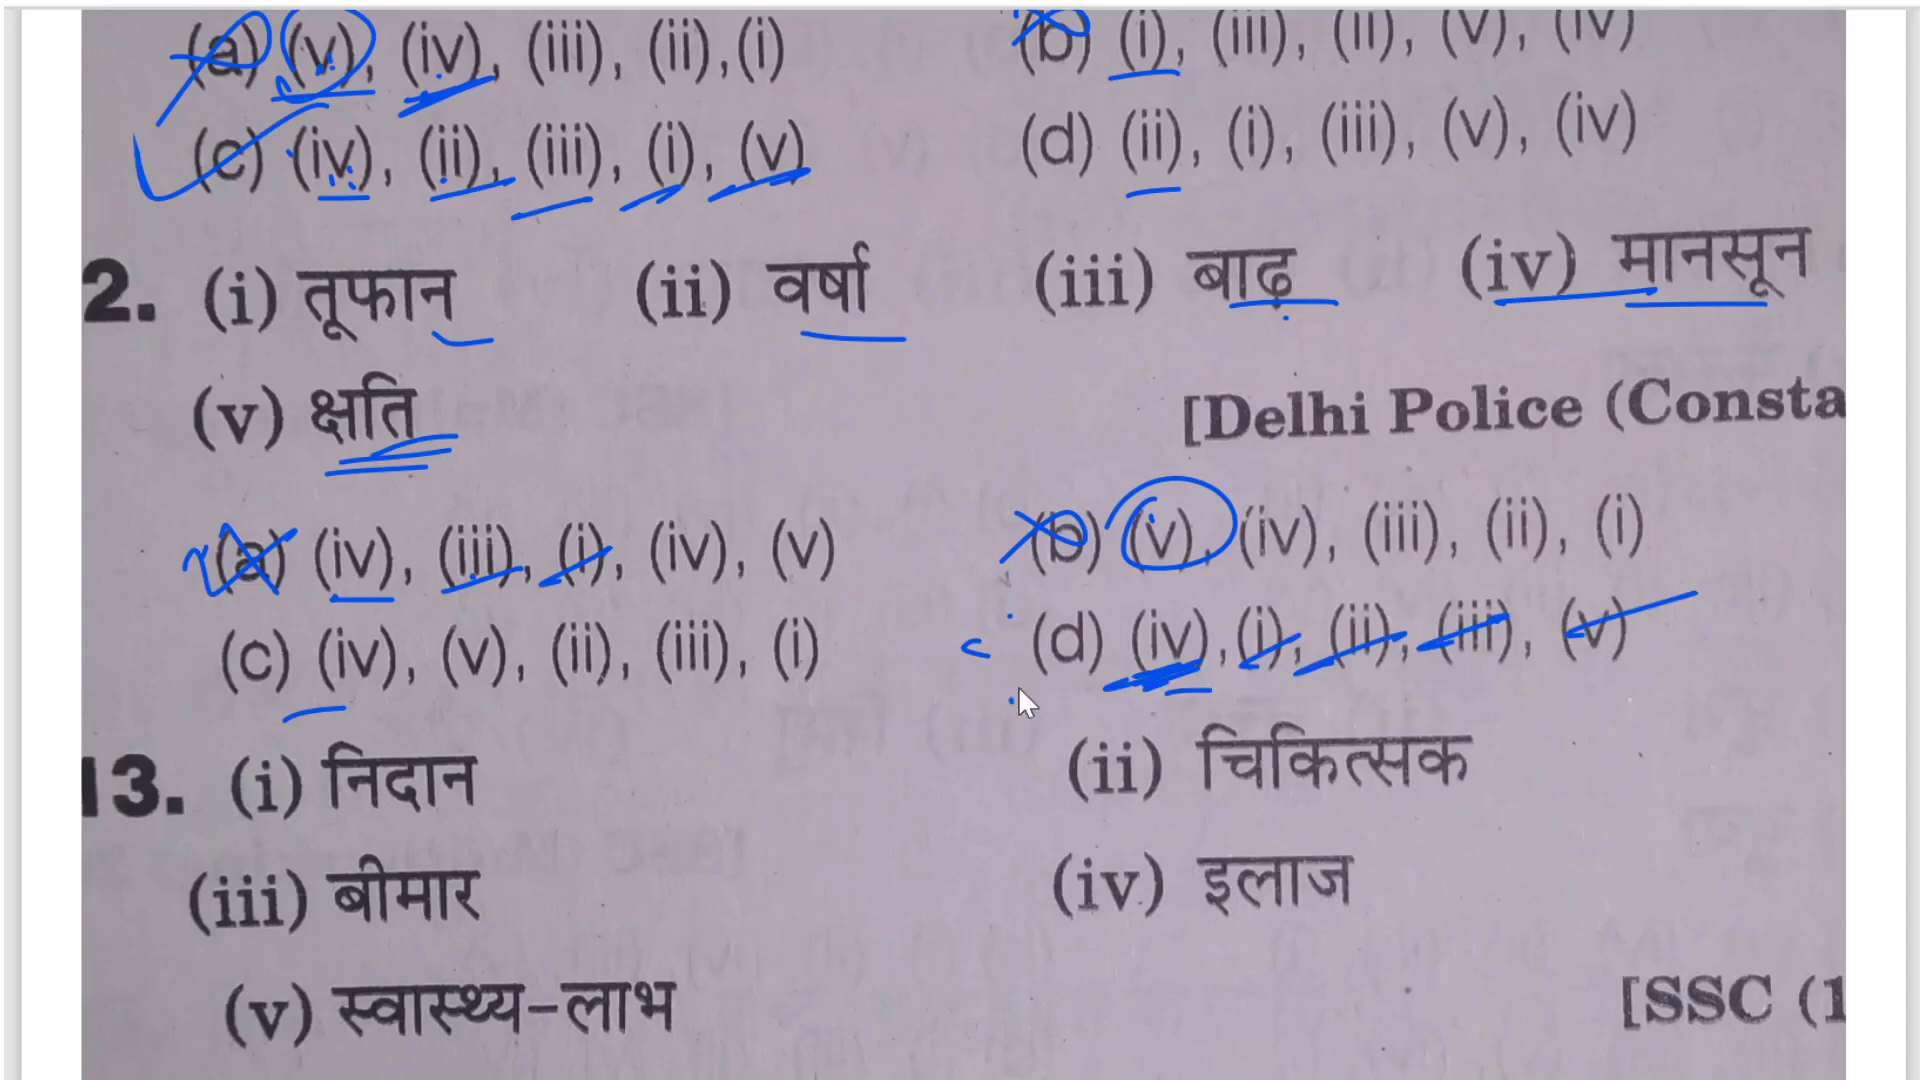 (a) (v), (iv), (iii), (ii),(i) (b) (i), (iii), (ii), (v), (iv)
(c) (iv), (ii), (iii), (i), (v) (d) (ii), (i), (iii), (v), (iv)
2. (i) तूफान (ii) वर्षा (iii) बाढ़ (iv) मानसून
(v) क्षति [Delhi Police (Consta
(a) (iv), (iii), (i), (iv), (v) (b) (v), (iv), (iii), (ii), (i)
(c) (iv), (v), (ii), (iii), (i) (d) (iv), (i), (ii), (iii), (v)
13. (i) निदान (ii) चिकित्सक
(iii) बीमार (iv) इलाज
(v) स्वास्थ्य-लाभ [SSC (1